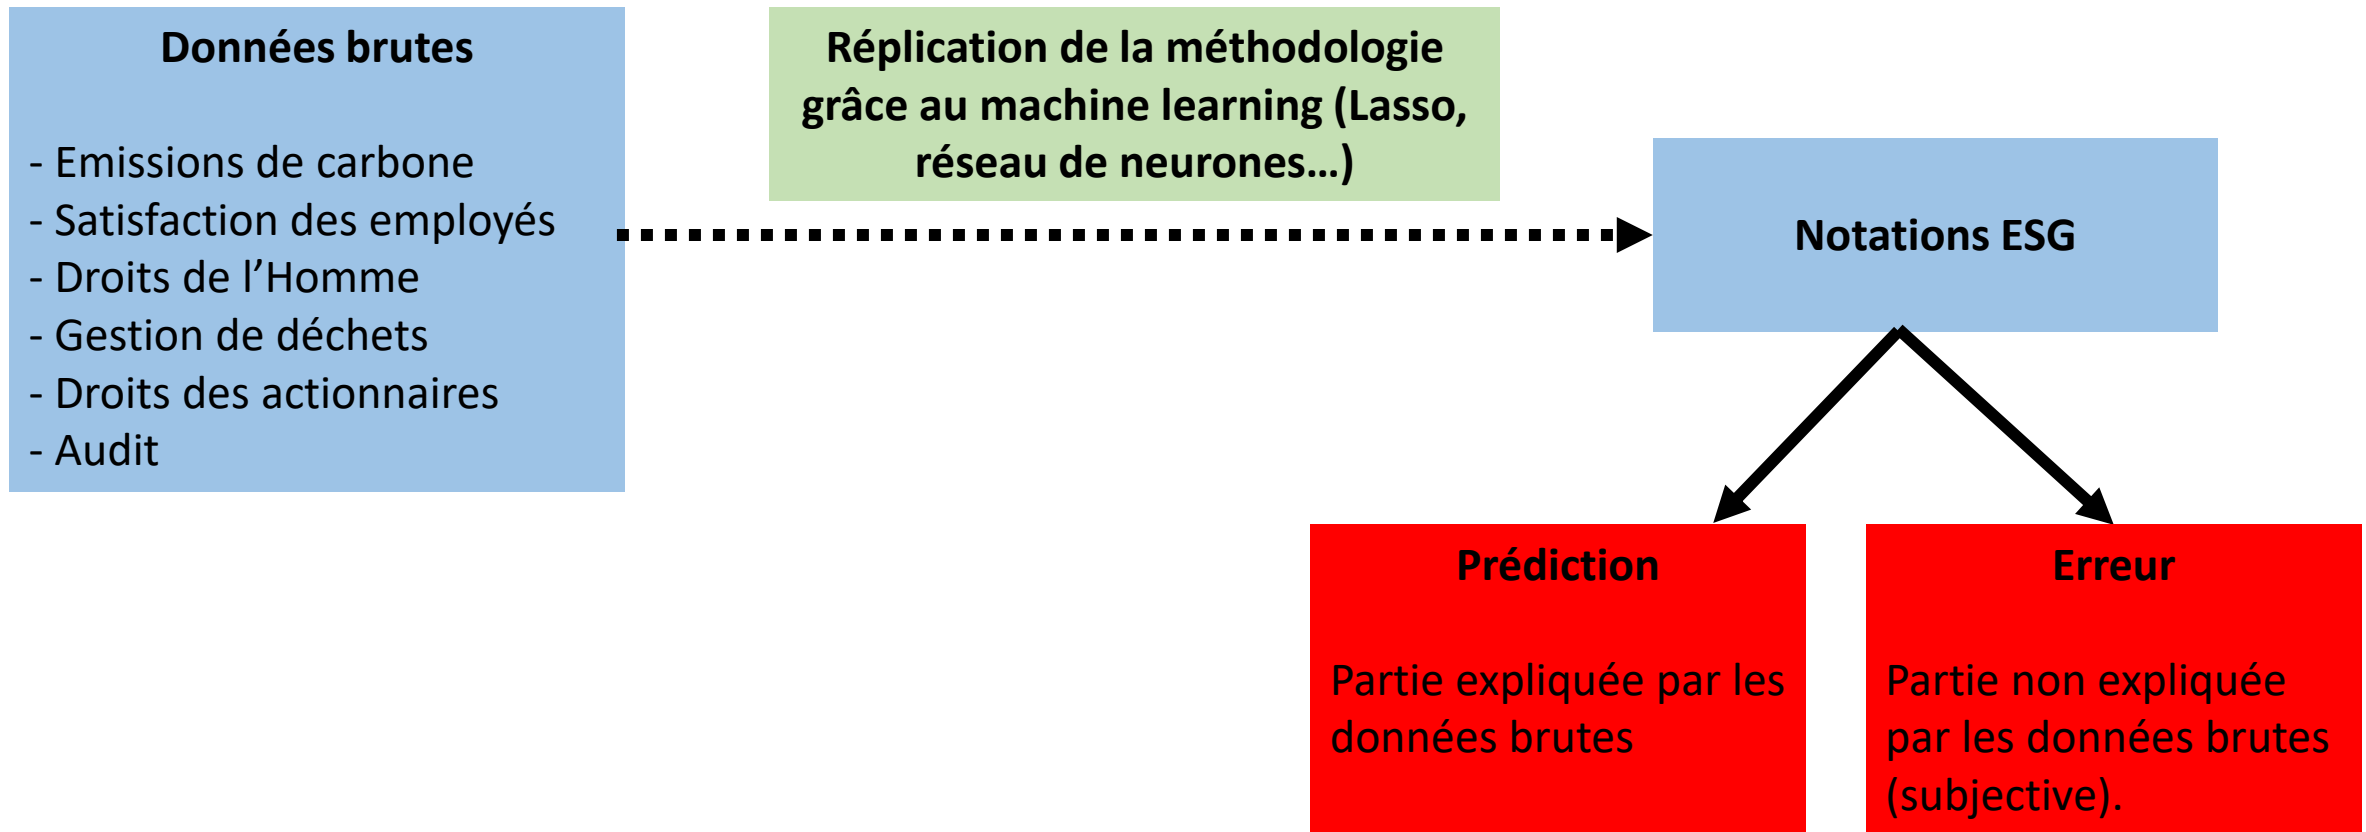 Données brutes
- Emissions de carbone
- Satisfaction des employés
- Droits de l’Homme
- Gestion de déchets
- Droits des actionnaires
- Audit
Réplication de la méthodologie
grâce au machine learning (Lasso,
réseau de neurones…)
Notations ESG
Prédiction
Partie expliquée par les
données brutes
Erreur
Partie non expliquée
par les données brutes
(subjective).